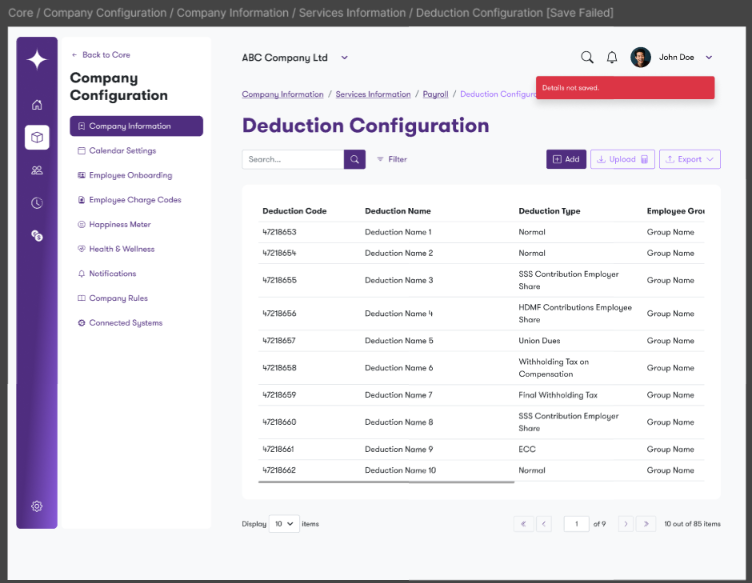 Core / Company Configuration / Company Information / Services Information / Deduction Configuration [Save Failed]
← Back to Core
Company
Configuration
Company Information
Calendar Settings
Employee Onboarding
Employee Charge Codes
Happiness Meter
Health & Wellness
Notifications
Company Rules
Connected Systems
ABC Company Ltd
John Doe
Details not saved.
Company Information / Services Information / Payroll / Deduction Configur
Deduction Configuration
Search...
Filter
Add
Upload
Export
Deduction Code Deduction Name Deduction Type Employee Grou
47218653 Deduction Name 1 Normal Group Name
47218654 Deduction Name 2 Normal Group Name
47218655 Deduction Name 3 SSS Contribution Employer Share Group Name
47218656 Deduction Name 4 HDMF Contributions Employee Share Group Name
47218657 Deduction Name 5 Union Dues Group Name
47218658 Deduction Name 6 Withholding Tax on Compensation Group Name
47218659 Deduction Name 7 Final Withholding Tax Group Name
47218660 Deduction Name 8 SSS Contribution Employer Share Group Name
47218661 Deduction Name 9 ECC Group Name
47218662 Deduction Name 10 Normal Group Name
Display 10 items
« ‹ 1 of 9 › » 10 out of 85 items